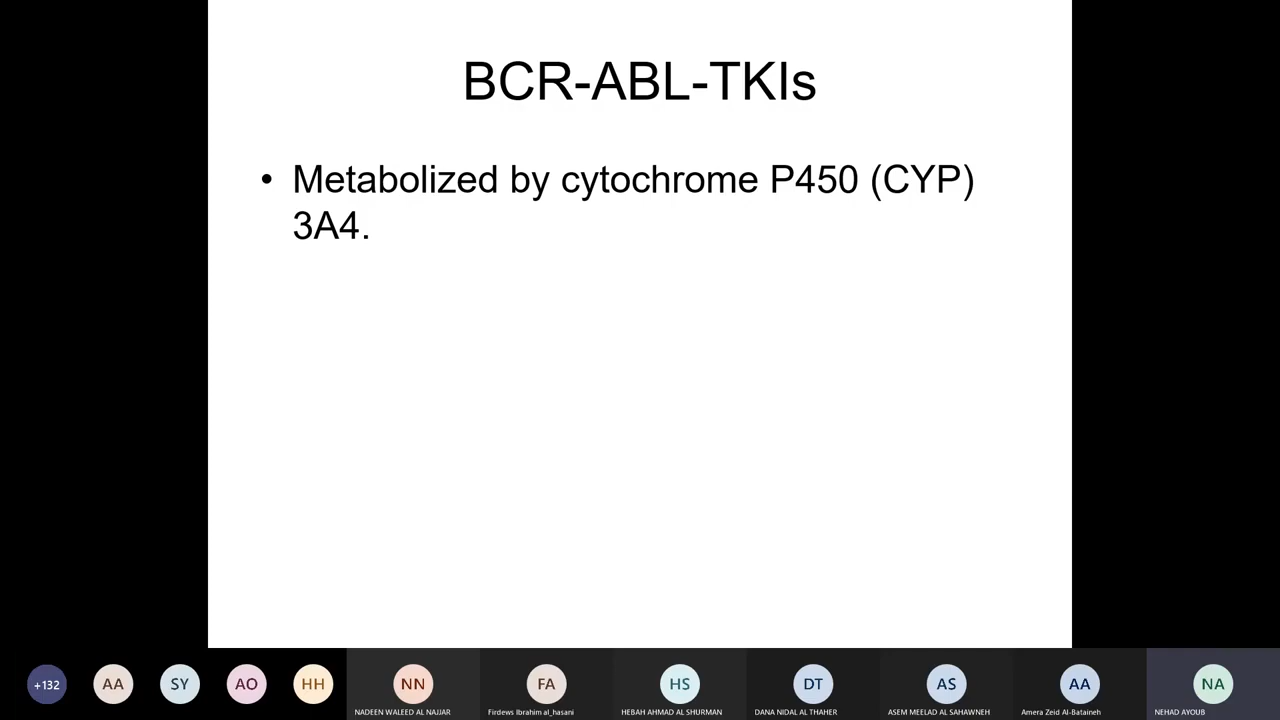 BCR-ABL-TKIs
• Metabolized by cytochrome P450 (CYP)
3A4.
+132
AA
SY
AO
HH
NN
FA
HS
DT
AS
AA
NA
NADEEN WALEED AL NAJJAR
Firdews Ibrahim al_hasani
HEBAH AHMAD AL SHURMAN
DANA NIDAL AL THAHER
ASEM MEELAD AL SAHAWNEH
Amera Zeid Al-Bataineh
NEHAD AYOUB